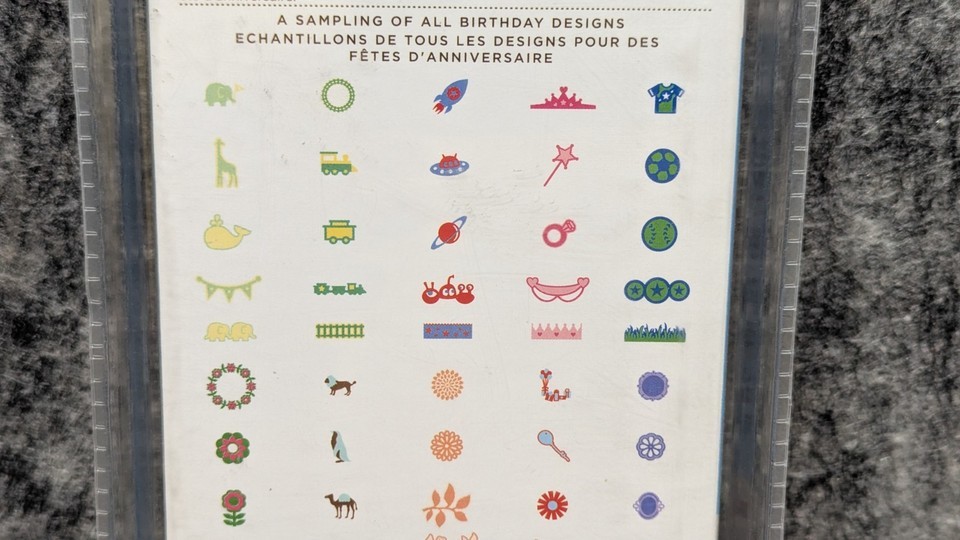 A SAMPLING OF ALL BIRTHDAY DESIGNS
ECHANTILLONS DE TOUS LES DESIGNS POUR DES
FÊTES D'ANNIVERSAIRE